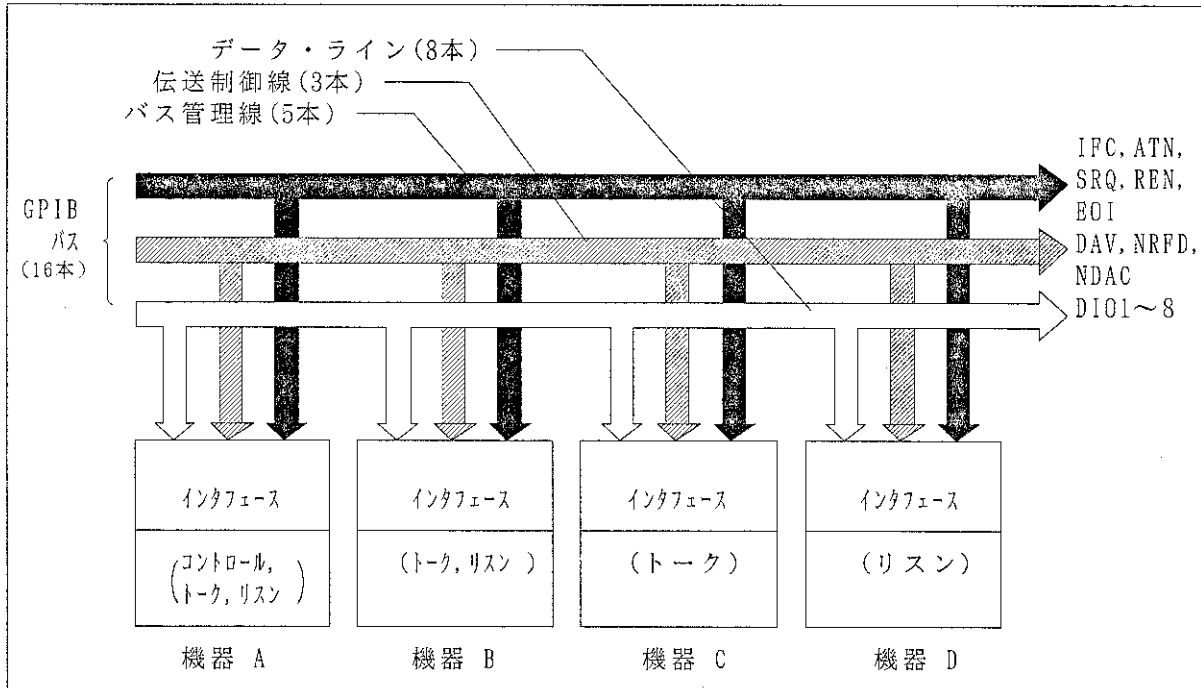 データ・ライン(8本)
伝送制御線(3本)
バス管理線(5本)
GPIB
バス
(16本)
IFC, ATN,
SRQ, REN,
EOI
DAV, NRFD,
NDAC
DIO1～8
インタフェース
(コントロール,
トーク, リスン)
機器 A
インタフェース
(トーク, リスン)
機器 B
インタフェース
(トーク)
機器 C
インタフェース
(リスン)
機器 D